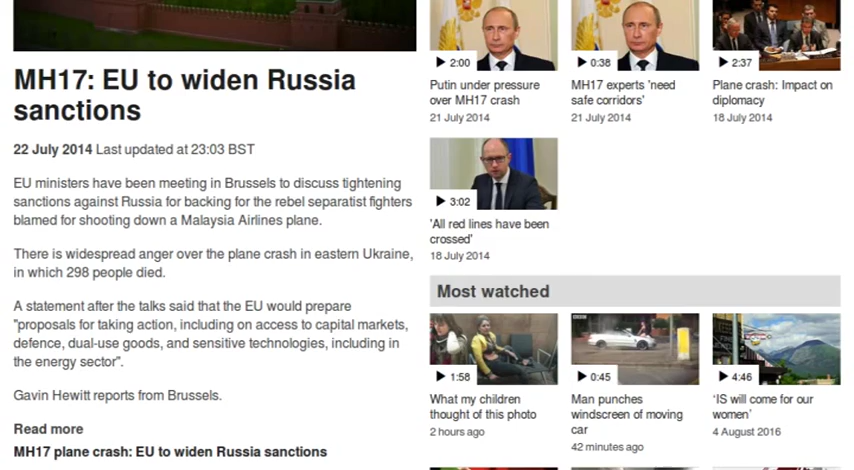 MH17: EU to widen Russia
sanctions
22 July 2014 Last updated at 23:03 BST
EU ministers have been meeting in Brussels to discuss tightening
sanctions against Russia for backing for the rebel separatist fighters
blamed for shooting down a Malaysia Airlines plane.
There is widespread anger over the plane crash in eastern Ukraine,
in which 298 people died.
A statement after the talks said that the EU would prepare
"proposals for taking action, including on access to capital markets,
defence, dual-use goods, and sensitive technologies, including in
the energy sector".
Gavin Hewitt reports from Brussels.
Read more
MH17 plane crash: EU to widen Russia sanctions
2:00
Putin under pressure
over MH17 crash
21 July 2014
0:38
MH17 experts 'need
safe corridors'
21 July 2014
2:37
Plane crash: Impact on
diplomacy
18 July 2014
3:02
'All red lines have been
crossed'
18 July 2014
Most watched
1:58
What my children
thought of this photo
2 hours ago
BBC
0:45
Man punches
windscreen of moving
car
42 minutes ago
4:46
‘IS will come for our
women’
4 August 2016